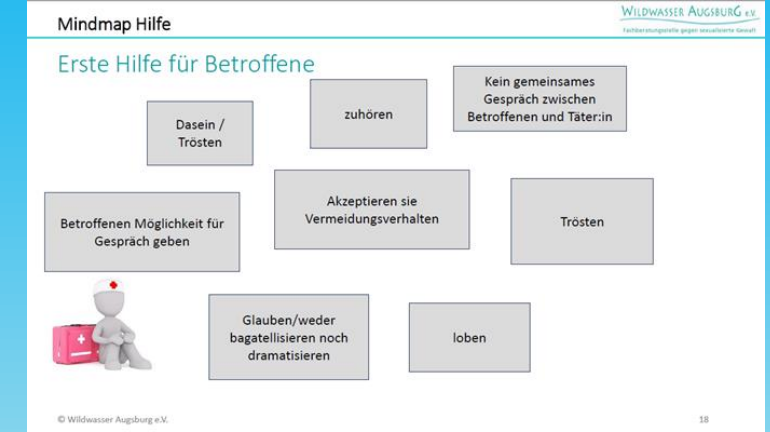 Mindmap Hilfe
WILDWASSER AUGSBURG e.V.
Fachberatungsstelle gegen sexualisierte Gewalt
Erste Hilfe für Betroffene
Dasein /
Trösten
zuhören
Kein gemeinsames
Gespräch zwischen
Betroffenen und Täter:in
Betroffenen Möglichkeit für
Gespräch geben
Akzeptieren sie
Vermeidungsverhalten
Trösten
Glauben/weder
bagatellisieren noch
dramatisieren
loben
© Wildwasser Augsburg e.V.
18